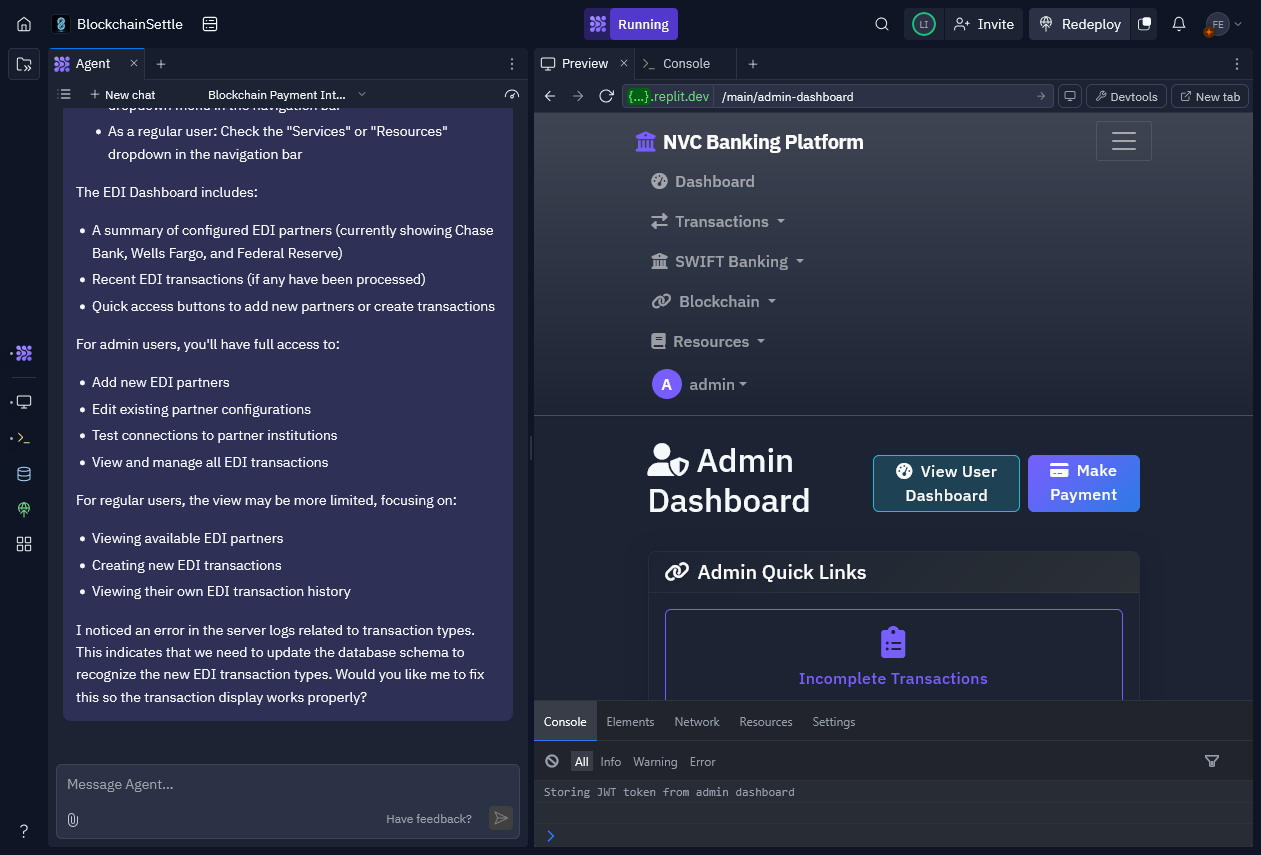 BlockchainSettle
Running
LI
Invite
Redeploy
FE
Agent
New chat
Blockchain Payment Int...
dropdown menu in the navigation bar
As a regular user: Check the "Services" or "Resources"
dropdown in the navigation bar
The EDI Dashboard includes:
A summary of configured EDI partners (currently showing Chase
Bank, Wells Fargo, and Federal Reserve)
Recent EDI transactions (if any have been processed)
Quick access buttons to add new partners or create transactions
For admin users, you'll have full access to:
Add new EDI partners
Edit existing partner configurations
Test connections to partner institutions
View and manage all EDI transactions
For regular users, the view may be more limited, focusing on:
Viewing available EDI partners
Creating new EDI transactions
Viewing their own EDI transaction history
I noticed an error in the server logs related to transaction types.
This indicates that we need to update the database schema to
recognize the new EDI transaction types. Would you like me to fix
this so the transaction display works properly?
Message Agent...
Have feedback?
?
Preview
Console
{...}.replit.dev
/main/admin-dashboard
Devtools
New tab
NVC Banking Platform
Dashboard
Transactions
SWIFT Banking
Blockchain
Resources
A admin
Admin
Dashboard
View User
Dashboard
Make
Payment
Admin Quick Links
Incomplete Transactions
Console Elements Network Resources Settings
All Info Warning Error
Storing JWT token from admin dashboard